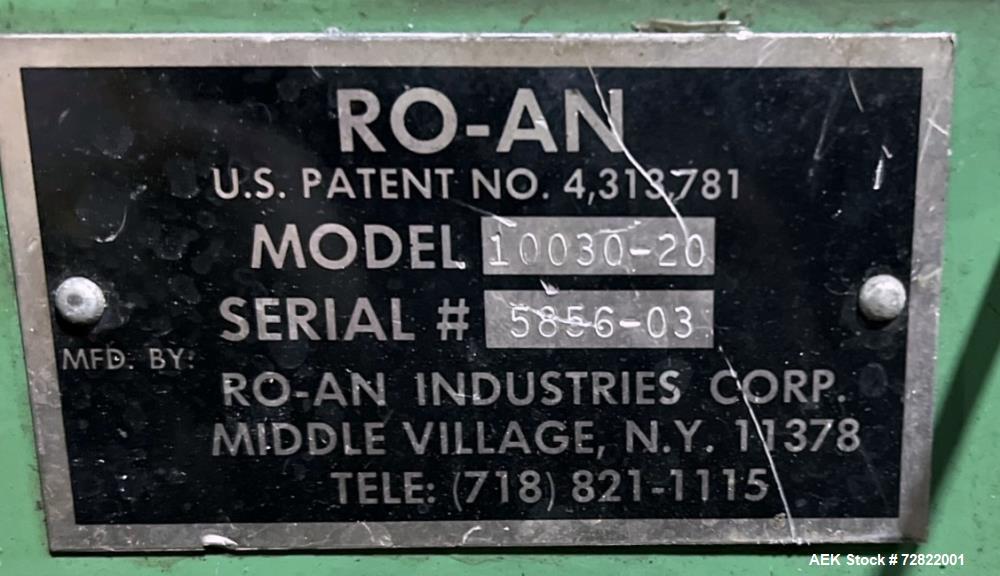 RO-AN
U.S. PATENT NO. 4,313,781
MODEL 10030-20
SERIAL # 5856-03
MFD. BY:
RO-AN INDUSTRIES CORP.
MIDDLE VILLAGE, N.Y. 11378
TELE: (718) 821-1115
AEK Stock #72822001